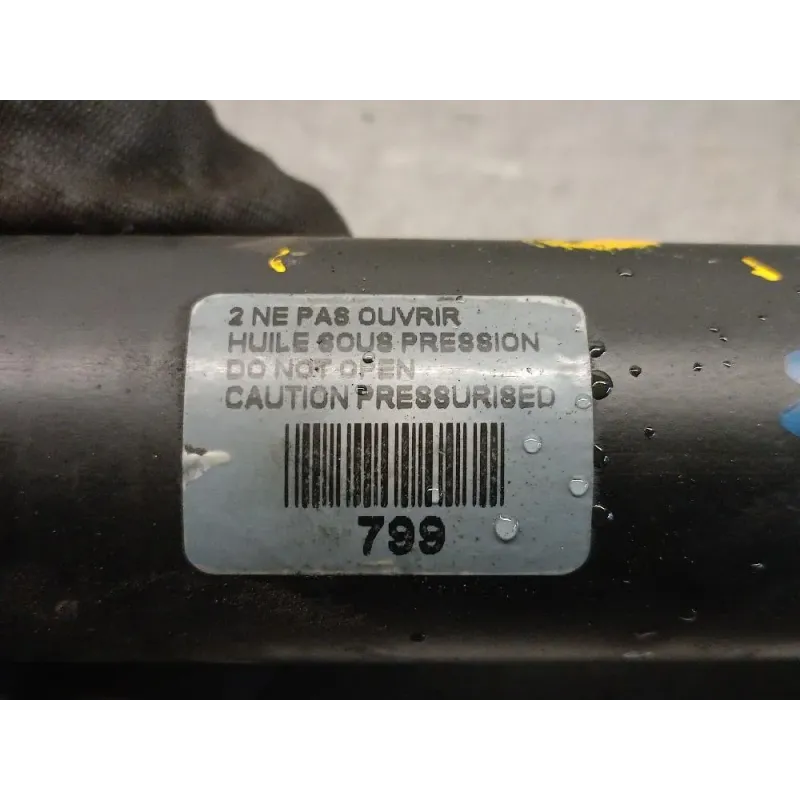 2 NE PAS OUVRIR
HUILE SOUS PRESSION
DO NOT OPEN
CAUTION PRESSURISED
799